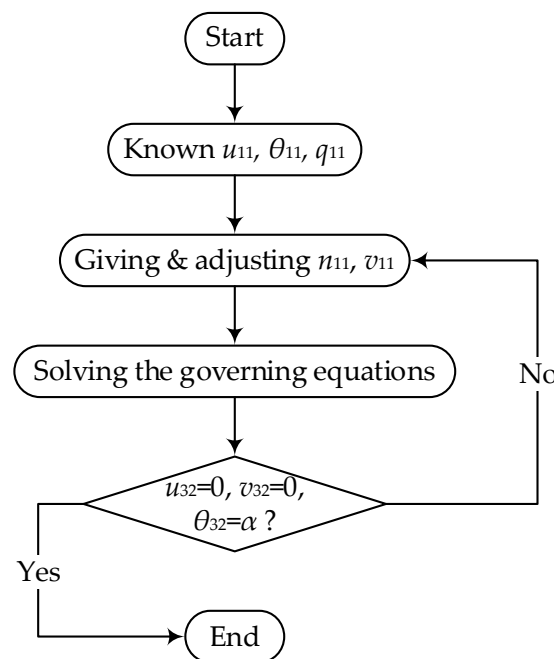 Start
Known u11, θ11, q11
Giving & adjusting n11, v11
Solving the governing equations
No
u32=0, v32=0,
θ32=α ?
Yes
End